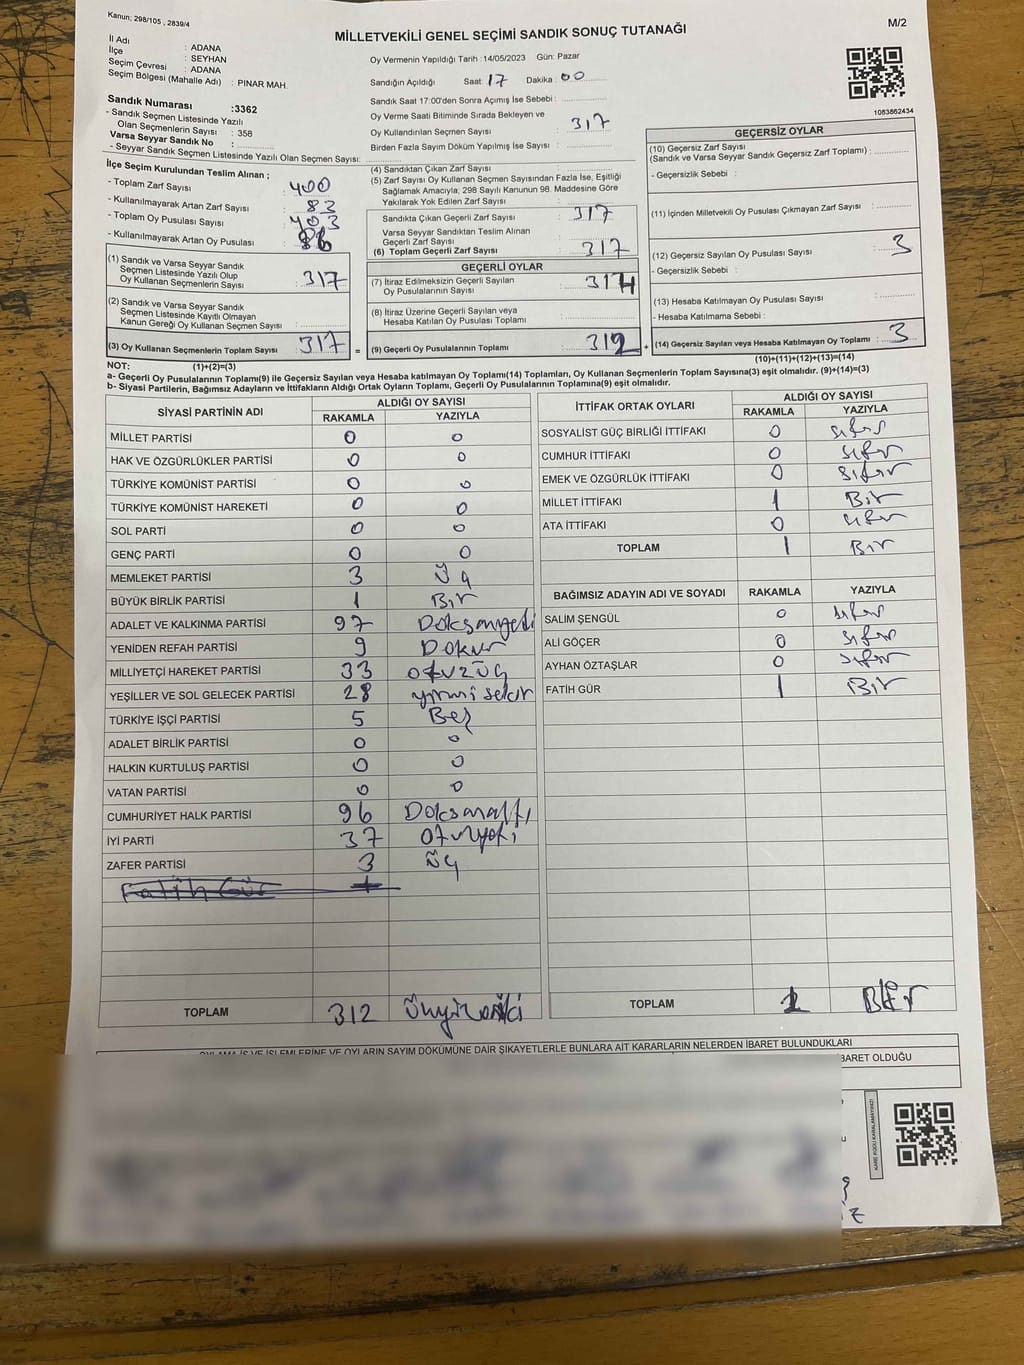 Kanun; 298/105 , 2839/4
M/2
MİLLETVEKİLİ GENEL SEÇİMİ SANDIK SONUÇ TUTANAĞI
İl Adı : ADANA
İlçe : SEYHAN
Seçim Çevresi : ADANA
Seçim Bölgesi (Mahalle Adı) : PINAR MAH.
Oy Vermenin Yapıldığı Tarih :14/05/2023 Gün: Pazar
Sandığın Açıldığı Saat: 17 Dakika : 00
Sandık Saat 17:00'den Sonra Açımış İse Sebebi :
Oy Verme Saati Bitiminde Sırada Bekleyen ve
Oy Kullandırılan Seçmen Sayısı : 317
Birden Fazla Sayım Döküm Yapılmış İse Sayısı :
1083862434
Sandık Numarası :3362
- Sandık Seçmen Listesinde Yazılı
Olan Seçmenlerin Sayısı : 358
Varsa Seyyar Sandık No :
- Seyyar Sandık Seçmen Listesinde Yazılı Olan Seçmen Sayısı:
İlçe Seçim Kurulundan Teslim Alınan ;
- Toplam Zarf Sayısı : 400
- Kullanılmayarak Artan Zarf Sayısı : 83
- Toplam Oy Pusulası Sayısı : 403
- Kullanılmayarak Artan Oy Pusulası : 86
(1) Sandık ve Varsa Seyyar Sandık
Seçmen Listesinde Yazılı Olup
Oy Kullanan Seçmenlerin Sayısı : 317
(2) Sandık ve Varsa Seyyar Sandık
Seçmen Listesinde Kayıtlı Olmayan
Kanun Gereği Oy Kullanan Seçmen Sayısı :
(3) Oy Kullanan Seçmenlerin Toplam Sayısı : 317 =
(4) Sandıktan Çıkan Zarf Sayısı :
(5) Zarf Sayısı Oy Kullanan Seçmen Sayısından Fazla İse, Eşitliği
Sağlamak Amacıyla; 298 Sayılı Kanunun 98. Maddesine Göre
Yakılarak Yok Edilen Zarf Sayısı :
Sandıkta Çıkan Geçerli Zarf Sayısı : 317
Varsa Seyyar Sandıktan Teslim Alınan
Geçerli Zarf Sayısı :
(6) Toplam Geçerli Zarf Sayısı : 317
GEÇERLİ OYLAR
(7) İtiraz Edilmeksizin Geçerli Sayılan
Oy Pusulalarının Sayısı : 314
(8) İtiraz Üzerine Geçerli Sayılan veya
Hesaba Katılan Oy Pusulası Toplamı :
(9) Geçerli Oy Pusulalarının Toplamı : 312 +
GEÇERSİZ OYLAR
(10) Geçersiz Zarf Sayısı
(Sandık ve Varsa Seyyar Sandık Geçersiz Zarf Toplamı) :
- Geçersizlik Sebebi :
(11) İçinden Milletvekili Oy Pusulası Çıkmayan Zarf Sayısı :
(12) Geçersiz Sayılan Oy Pusulası Sayısı : 3
- Geçersizlik Sebebi :
(13) Hesaba Katılmayan Oy Pusulası Sayısı :
- Hesaba Katılmama Sebebi :
(14) Geçersiz Sayılan veya Hesaba Katılmayan Oy Toplamı : 3
NOT: (1)+(2)=(3) (10)+(11)+(12)+(13)=(14)
a- Geçerli Oy Pusulalarının Toplamı(9) ile Geçersiz Sayılan veya Hesaba katılmayan Oy Toplamı(14) Toplamları, Oy Kullanan Seçmenlerin Toplam Sayısına(3) eşit olmalıdır. (9)+(14)=(3)
b- Siyasi Partilerin, Bağımsız Adayların ve İttifakların Aldığı Ortak Oyların Toplamı, Geçerli Oy Pusulalarının Toplamına(9) eşit olmalıdır.
SİYASİ PARTİNİN ADI ALDIĞI OY SAYISI
RAKAMLA YAZIYLA
MİLLET PARTİSİ 0 0
HAK VE ÖZGÜRLÜKLER PARTİSİ 0 0
TÜRKİYE KOMÜNİST PARTİSİ 0 0
TÜRKİYE KOMÜNİST HAREKETİ 0 0
SOL PARTİ 0 0
GENÇ PARTİ 0 0
MEMLEKET PARTİSİ 3 Üç
BÜYÜK BİRLİK PARTİSİ 1 Bir
ADALET VE KALKINMA PARTİSİ 97 Doksanyedi
YENİDEN REFAH PARTİSİ 9 Dokuz
MİLLİYETÇİ HAREKET PARTİSİ 33 otuzüç
YEŞİLLER VE SOL GELECEK PARTİSİ 28 yirmi sekiz
TÜRKİYE İŞÇİ PARTİSİ 5 Beş
ADALET BİRLİK PARTİSİ 0 0
HALKIN KURTULUŞ PARTİSİ 0 0
VATAN PARTİSİ 0 0
CUMHURİYET HALK PARTİSİ 96 Doksanaltı
İYİ PARTİ 37 otuzyedi
ZAFER PARTİSİ 3 Üç
Fatih Gür 1
TOPLAM 312 Üçyüzoniki
İTTİFAK ORTAK OYLARI ALDIĞI OY SAYISI
RAKAMLA YAZIYLA
SOSYALİST GÜÇ BİRLİĞİ İTTİFAKI 0 sıfır
CUMHUR İTTİFAKI 0 sıfır
EMEK VE ÖZGÜRLÜK İTTİFAKI 0 sıfır
MİLLET İTTİFAKI 1 Bir
ATA İTTİFAKI 0 sıfır
TOPLAM 1 Bir
BAĞIMSIZ ADAYIN ADI VE SOYADI RAKAMLA YAZIYLA
SALİM ŞENGÜL 0 sıfır
ALİ GÖÇER 0 sıfır
AYHAN ÖZTAŞLAR 0 sıfır
FATİH GÜR 1 Bir
TOPLAM 1 Bir
OYLAMA İŞ VE İŞLEMLERİNE VE OYLARIN SAYIM DÖKÜMÜNE DAİR ŞİKAYETLERLE BUNLARA AİT KARARLARIN NELERDEN İBARET BULUNDUKLARI
BARET OLDUĞU
KARE KODU KARALAMAYINIZ!